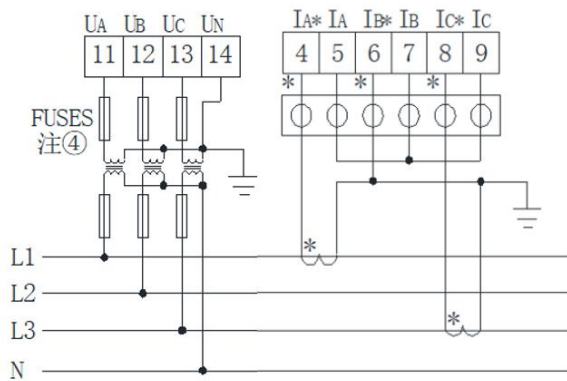 UA UB UC UN
11 12 13 14
IA* IA IB* IB IC* IC
4 5 6 7 8 9
* * *
FUSES
注④
*
L1
L2
*
L3
N